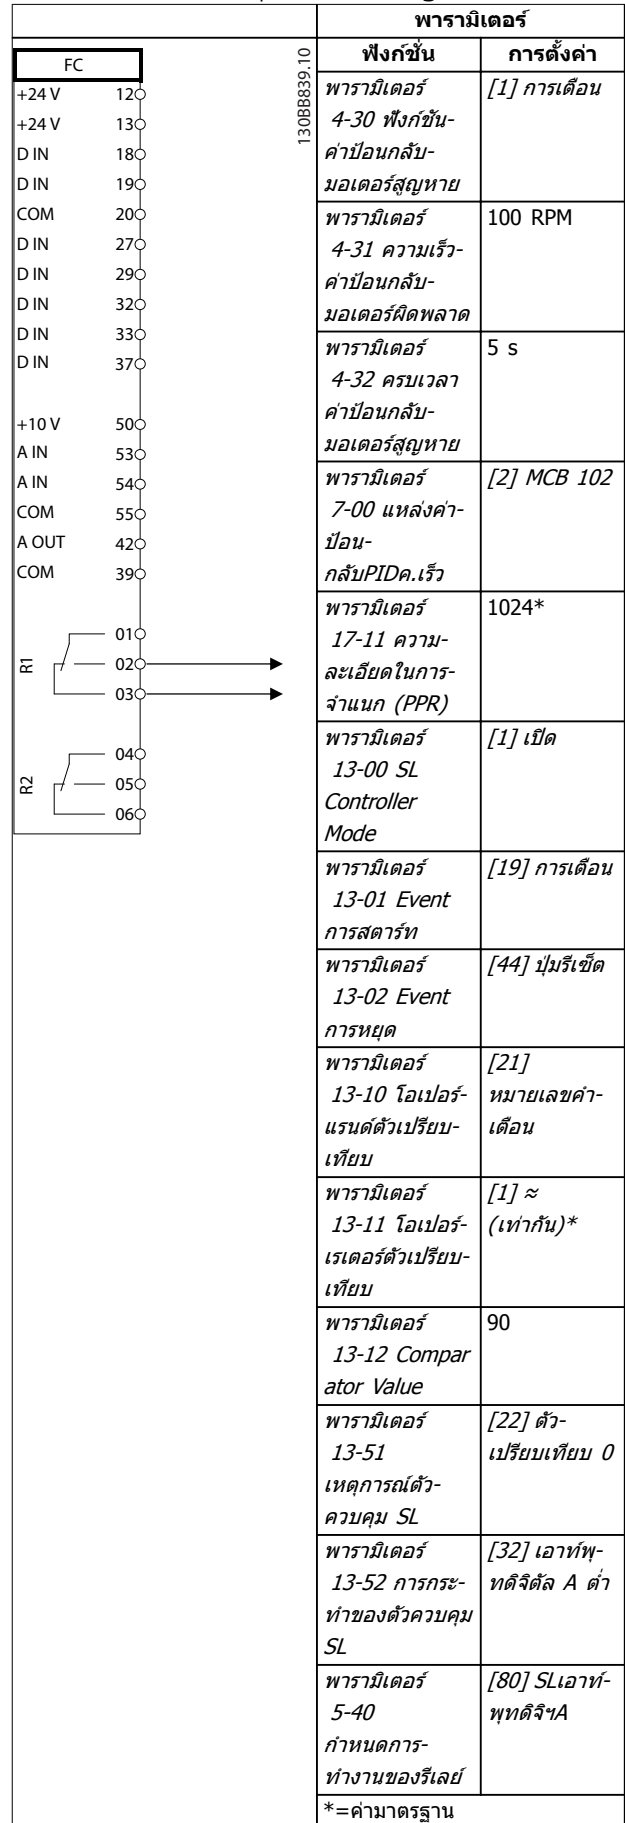 พารามิเตอร์
FC
+24 V 12
+24 V 13
D IN 18
D IN 19
COM 20
D IN 27
D IN 29
D IN 32
D IN 33
D IN 37
+10 V 50
A IN 53
A IN 54
COM 55
A OUT 42
COM 39
R1
01
02
03
R2
04
05
06
130BB839.10
ฟังก์ชั่น การตั้งค่า
พารามิเตอร์ [1] การเตือน
4-30 ฟังก์ชัน-
ค่าป้อนกลับ-
มอเตอร์สูญหาย
พารามิเตอร์ 100 RPM
4-31 ความเร็ว-
ค่าป้อนกลับ-
มอเตอร์ผิดพลาด
พารามิเตอร์ 5 s
4-32 ครบเวลา
ค่าป้อนกลับ-
มอเตอร์สูญหาย
พารามิเตอร์ [2] MCB 102
7-00 แหล่งค่า-
ป้อน-
กลับPIDค.เร็ว
พารามิเตอร์ 1024*
17-11 ความ-
ละเอียดในการ-
จำแนก (PPR)
พารามิเตอร์ [1] เปิด
13-00 SL
Controller
Mode
พารามิเตอร์ [19] การเตือน
13-01 Event
การสตาร์ท
พารามิเตอร์ [44] ปุ่มรีเซ็ต
13-02 Event
การหยุด
พารามิเตอร์ [21]
13-10 โอเปอร์- หมายเลขคำ-
แรนด์ตัวเปรียบ- เตือน
เทียบ
พารามิเตอร์ [1] ≈
13-11 โอเปอร์- (เท่ากัน)*
เรเตอร์ตัวเปรียบ-
เทียบ
พารามิเตอร์ 90
13-12 Compar
ator Value
พารามิเตอร์ [22] ตัว-
13-51 เปรียบเทียบ 0
เหตุการณ์ตัว-
ควบคุม SL
พารามิเตอร์ [32] เอาท์พุ-
13-52 การกระ- ทดิจิตัล A ต่ำ
ทำของตัวควบคุม
SL
พารามิเตอร์ [80] SLเอาท์-
5-40 พุทดิจิฯA
กำหนดการ-
ทำงานของรีเลย์
*=ค่ามาตรฐาน